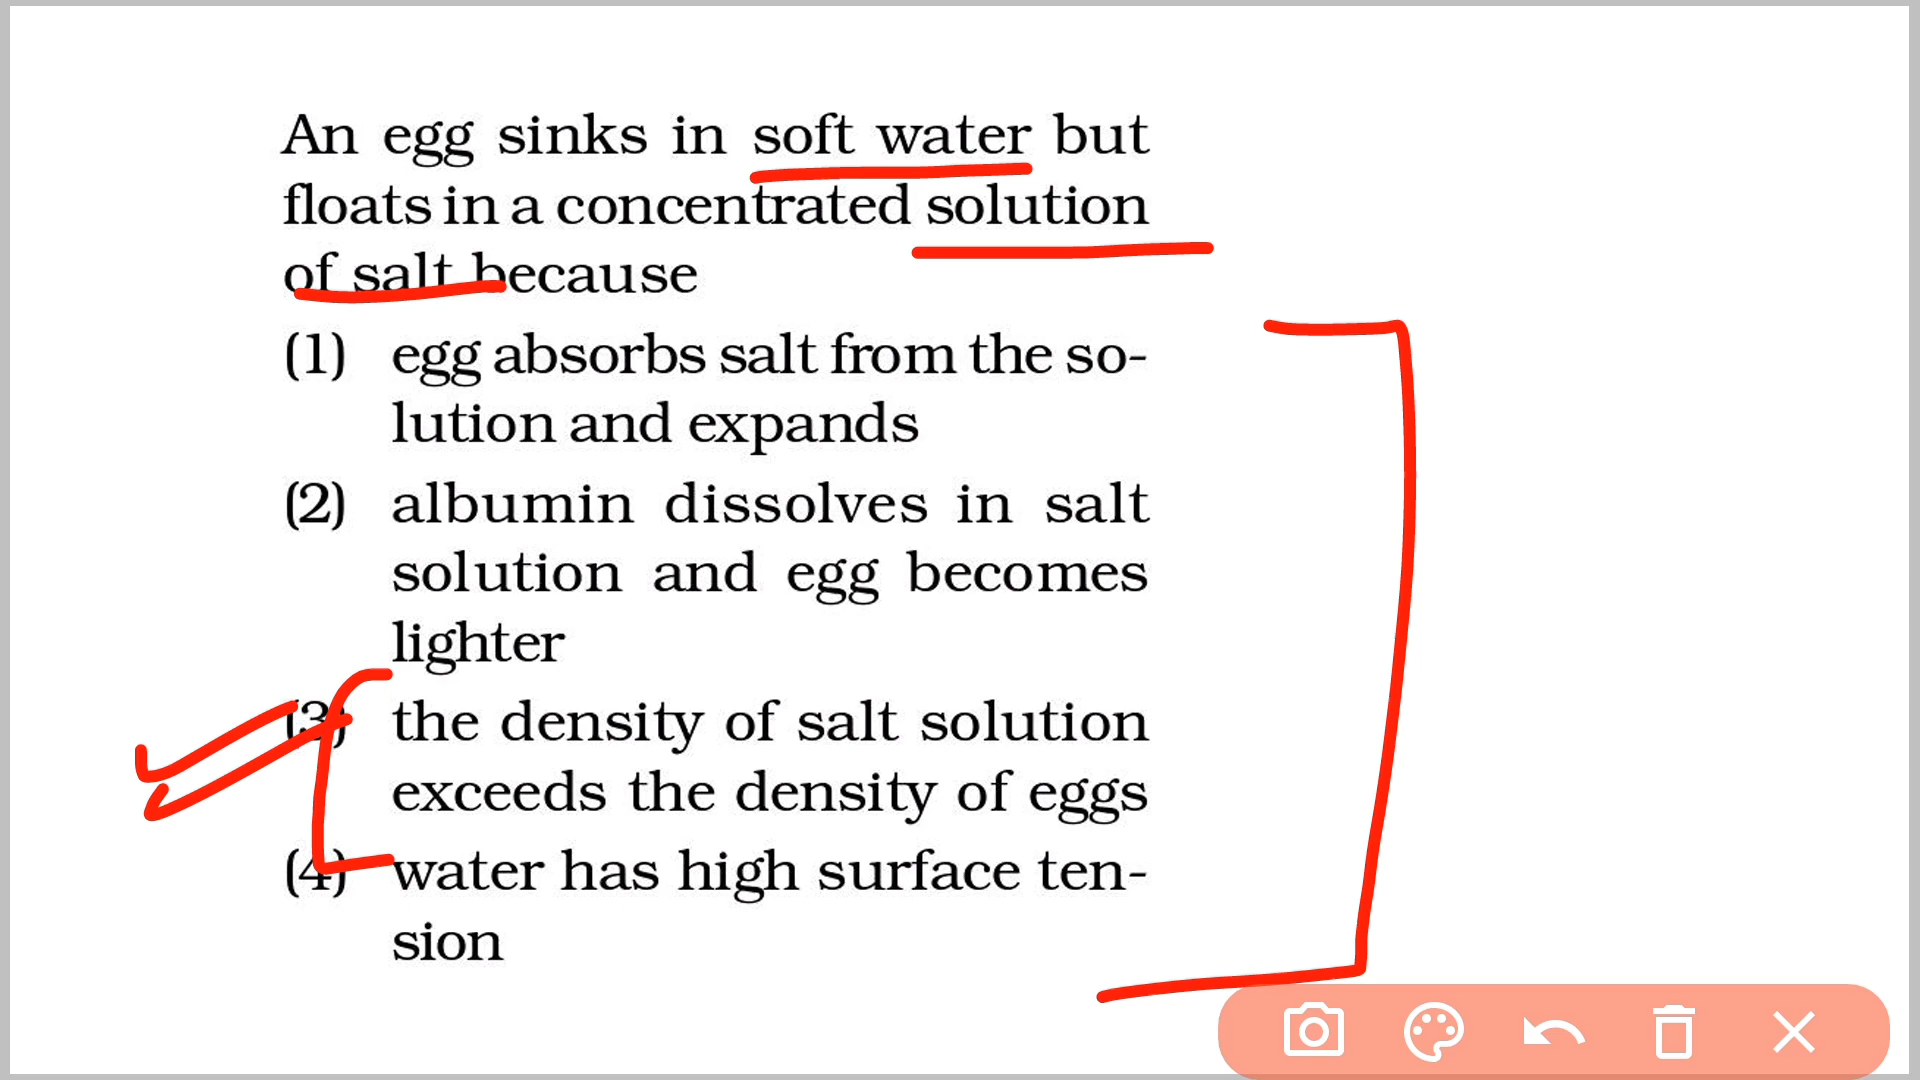 An egg sinks in soft water but
floats in a concentrated solution
of salt because
(1) egg absorbs salt from the so-
lution and expands
(2) albumin dissolves in salt
solution and egg becomes
lighter
(3) the density of salt solution
exceeds the density of eggs
(4) water has high surface ten-
sion